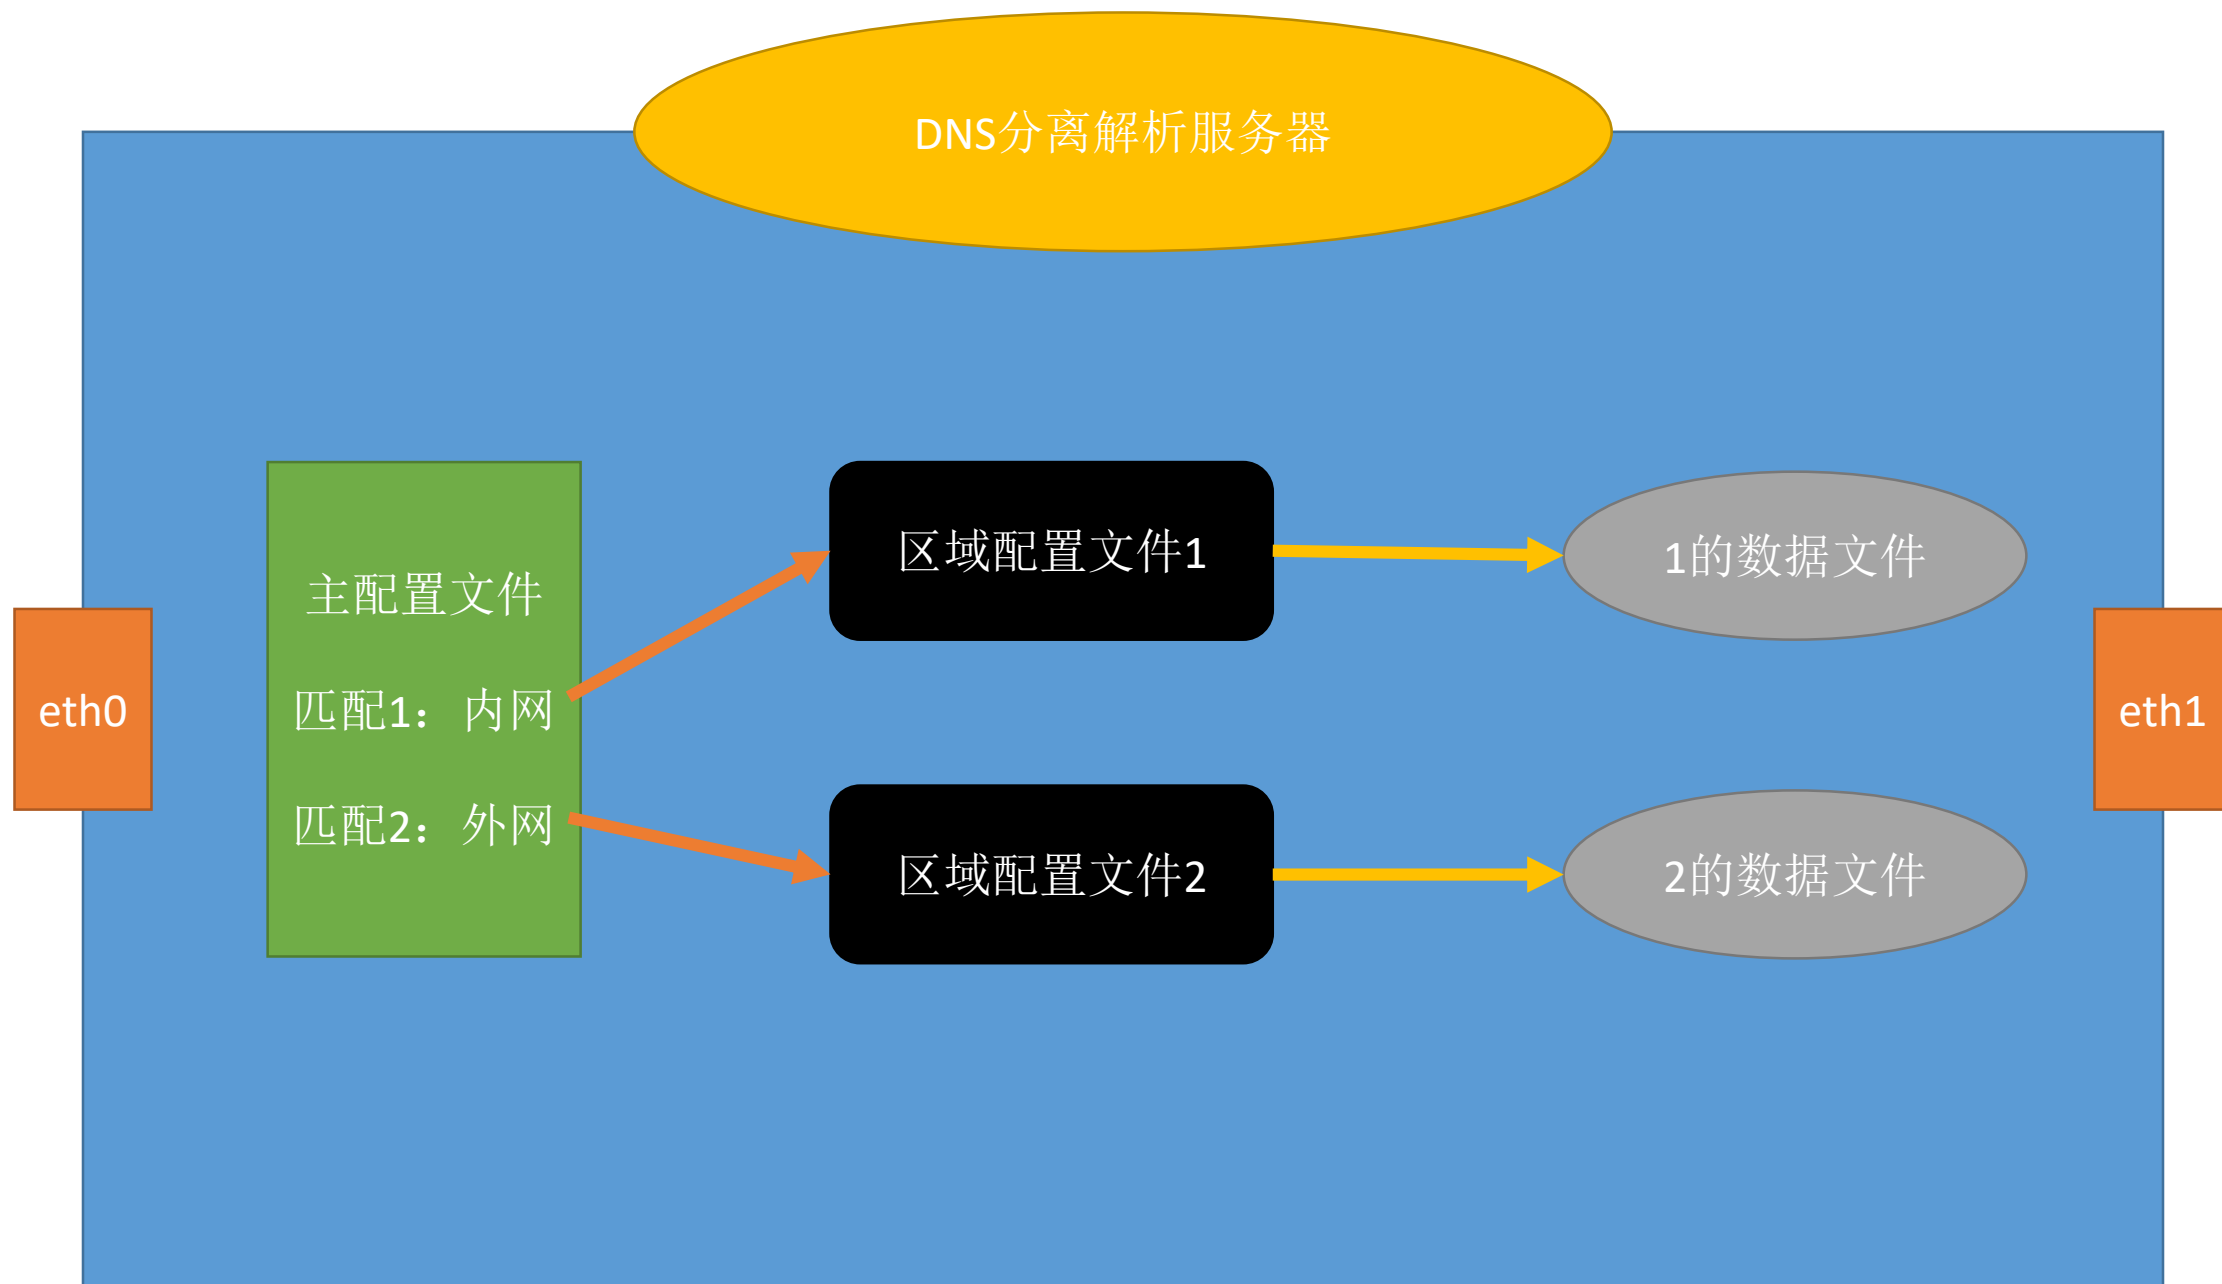 DNS分离解析服务器
主配置文件
匹配1：内网
匹配2：外网
区域配置文件1
1的数据文件
区域配置文件2
2的数据文件
eth0
eth1